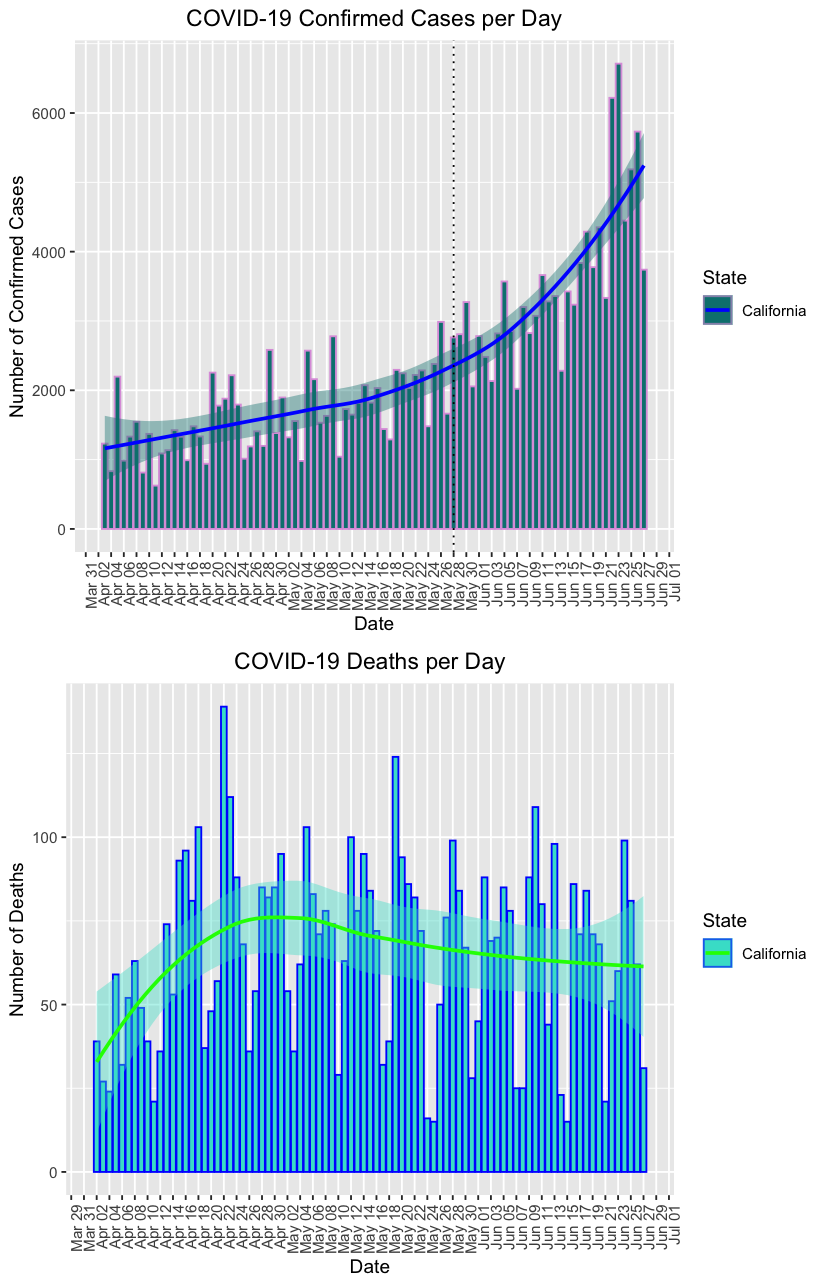 COVID-19 Confirmed Cases per Day
Number of Confirmed Cases
6000
4000
2000
0
Mar 31
Apr 02
Apr 04
Apr 06
Apr 08
Apr 10
Apr 12
Apr 14
Apr 16
Apr 18
Apr 20
Apr 22
Apr 24
Apr 26
Apr 28
Apr 30
May 02
May 04
May 06
May 08
May 10
May 12
May 14
May 16
May 18
May 20
May 22
May 24
May 26
May 28
May 30
Jun 01
Jun 03
Jun 05
Jun 07
Jun 09
Jun 11
Jun 13
Jun 15
Jun 17
Jun 19
Jun 21
Jun 23
Jun 25
Jun 27
Jun 29
Jul 01
Date
State
California
COVID-19 Deaths per Day
Number of Deaths
100
50
0
Mar 29
Mar 31
Apr 02
Apr 04
Apr 06
Apr 08
Apr 10
Apr 12
Apr 14
Apr 16
Apr 18
Apr 20
Apr 22
Apr 24
Apr 26
Apr 28
Apr 30
May 02
May 04
May 06
May 08
May 10
May 12
May 14
May 16
May 18
May 20
May 22
May 24
May 26
May 28
May 30
Jun 01
Jun 03
Jun 05
Jun 07
Jun 09
Jun 11
Jun 13
Jun 15
Jun 17
Jun 19
Jun 21
Jun 23
Jun 25
Jun 27
Jun 29
Jul 01
Date
State
California